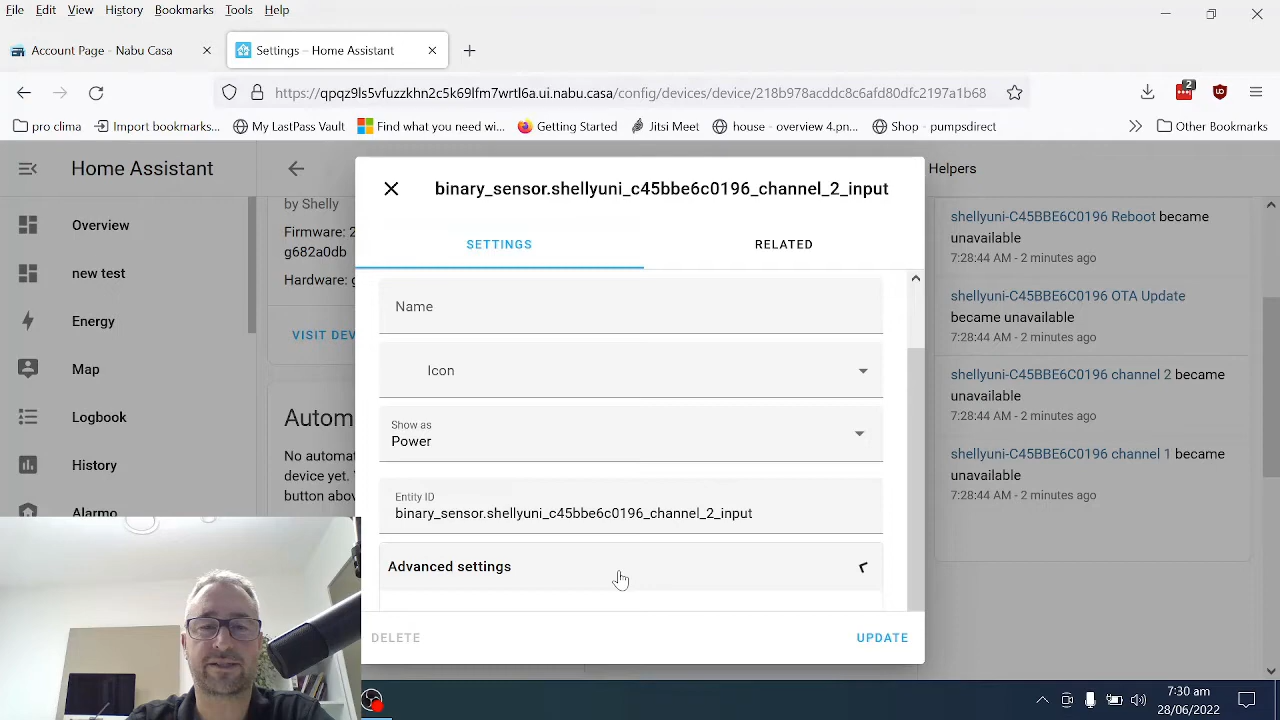 File Edit View History Bookmarks Tools Help
Account Page - Nabu Casa
Settings – Home Assistant
https://qpqz9ls5vfuzzkhn2c5k69lfm7wrtl6a.ui.nabu.casa/config/devices/device/218b978acddc8c6afd80dfc2197a1b68
2
pro clima
Import bookmarks...
My LastPass Vault
Find what you need wi...
Getting Started
Jitsi Meet
house - overview 4.pn...
Shop - pumpsdirect
Other Bookmarks
Home Assistant
Overview
new test
Energy
Map
Logbook
History
Alarmo
by Shelly
Firmware: 2
g682a0db
Hardware: g
VISIT DEV
Autom
No automat
device yet. Y
button above
binary_sensor.shellyuni_c45bbe6c0196_channel_2_input
SETTINGS
RELATED
Name
Icon
Show as
Power
Entity ID
binary_sensor.shellyuni_c45bbe6c0196_channel_2_input
Advanced settings
DELETE
UPDATE
Helpers
shellyuni-C45BBE6C0196 Reboot became
unavailable
7:28:44 AM - 2 minutes ago
shellyuni-C45BBE6C0196 OTA Update
became unavailable
7:28:44 AM - 2 minutes ago
shellyuni-C45BBE6C0196 channel 2 became
unavailable
7:28:44 AM - 2 minutes ago
shellyuni-C45BBE6C0196 channel 1 became
unavailable
7:28:44 AM - 2 minutes ago
7:30 am
28/06/2022